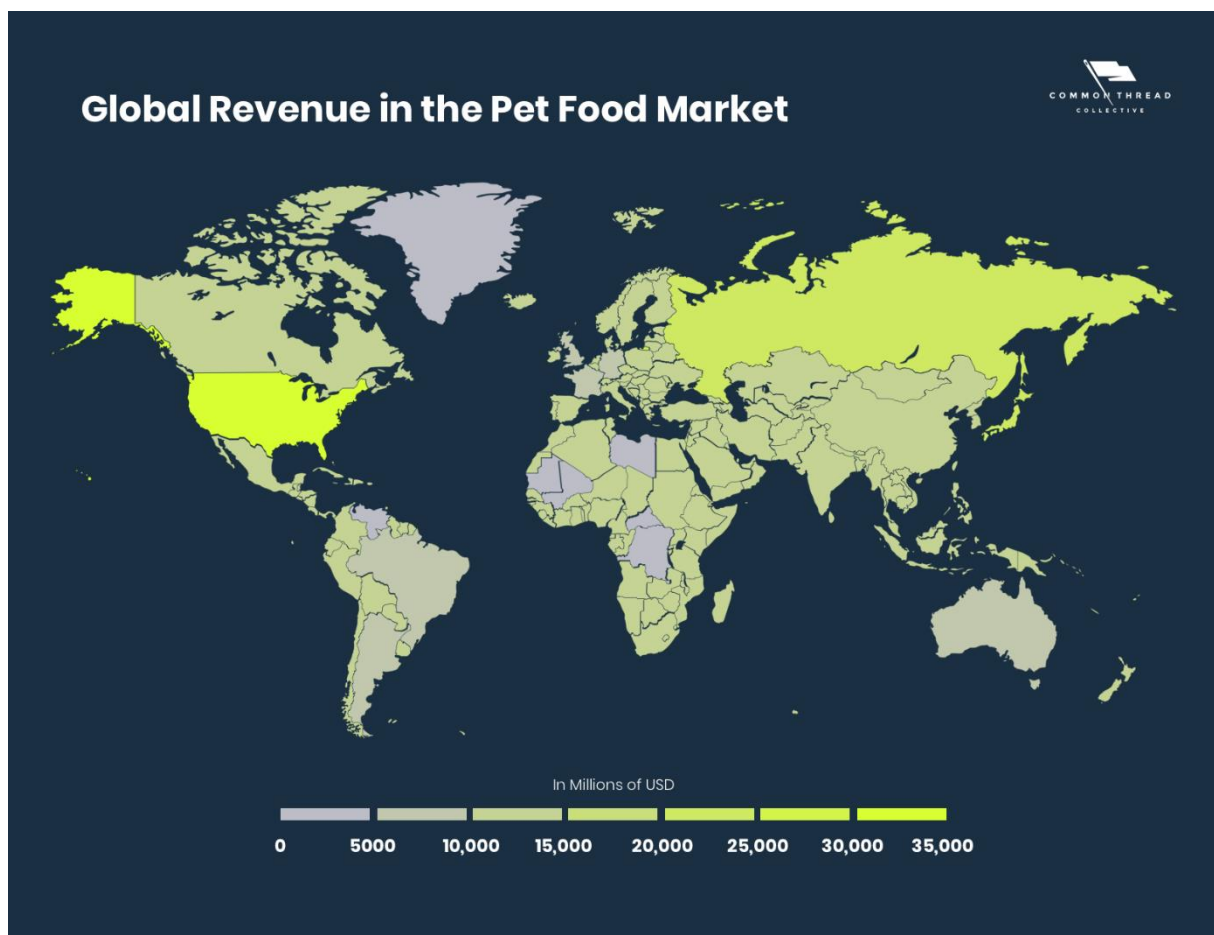 Global Revenue in the Pet Food Market
COMMON THREAD
COLLECTIVE
In Millions of USD
0 5000 10,000 15,000 20,000 25,000 30,000 35,000